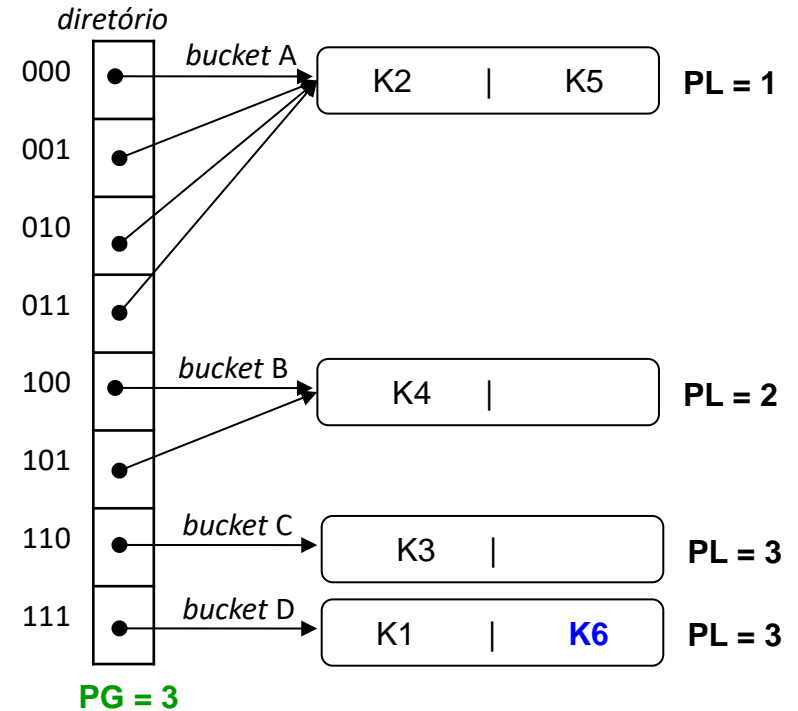 diretório
000 bucket A K2 | K5 PL = 1
001
010
011
100 bucket B K4 | PL = 2
101
110 bucket C K3 | PL = 3
111 bucket D K1 | K6 PL = 3
PG = 3